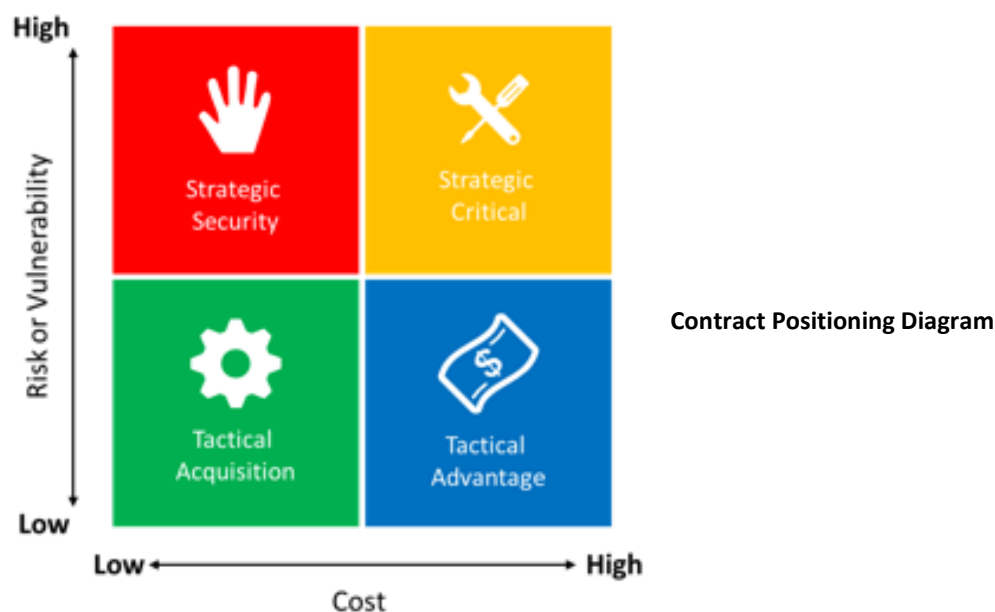 High
Risk or Vulnerability
Strategic
Security
Strategic
Critical
Contract Positioning Diagram
$
Tactical
Acquisition
Tactical
Advantage
Low
Low
High
Cost